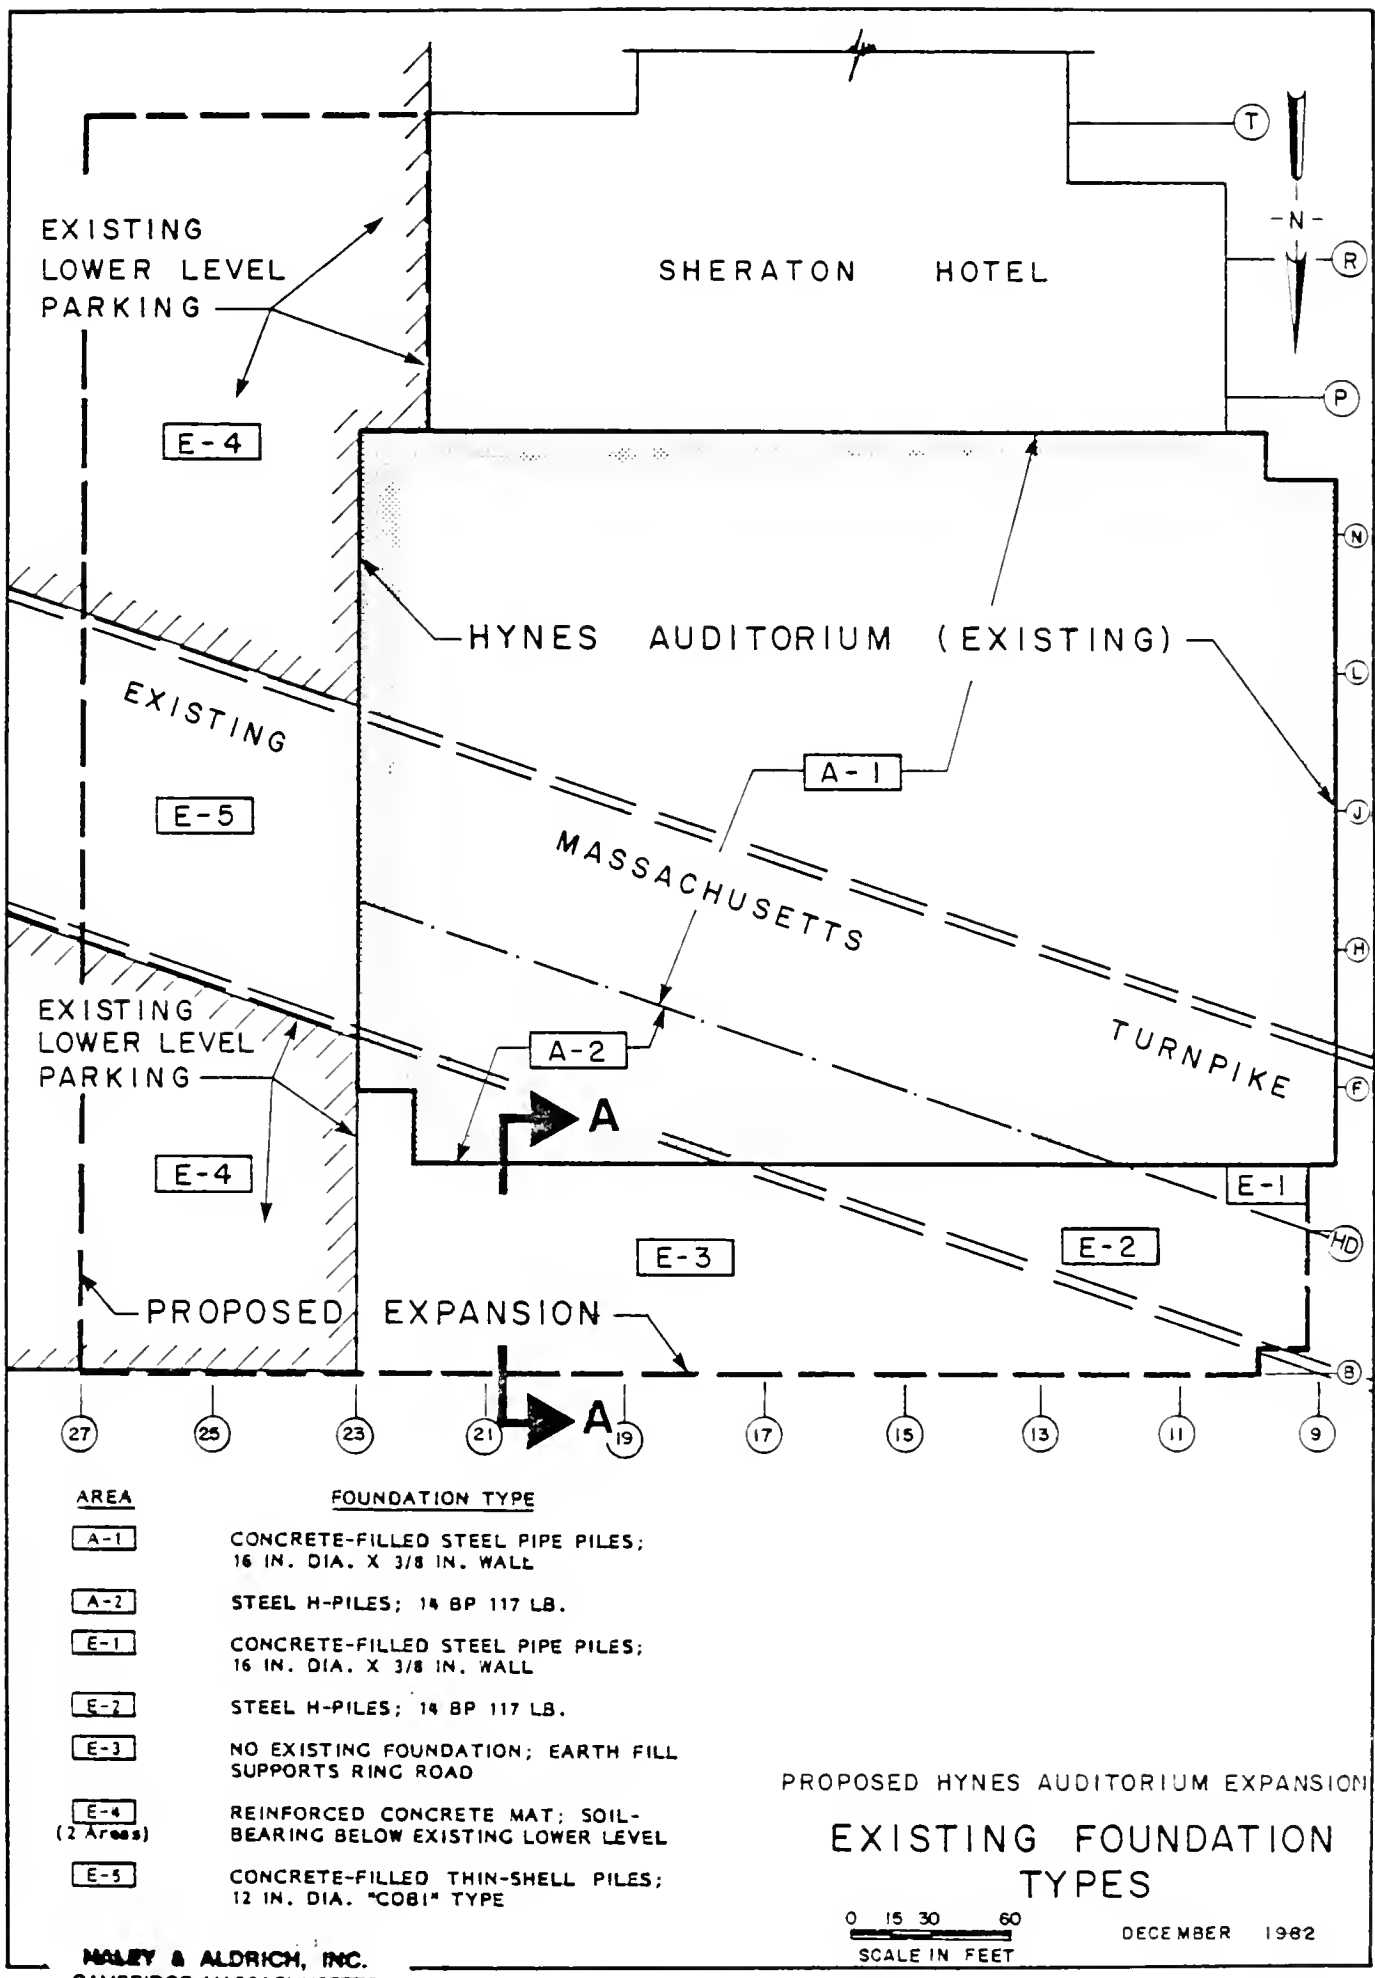 T
-N-
R
P
EXISTING
LOWER LEVEL
PARKING
SHERATON HOTEL
E-4
N
HYNES AUDITORIUM (EXISTING)
L
EXISTING
A-1
E-5
J
MASSACHUSETTS
H
EXISTING
LOWER LEVEL
PARKING
TURNPIKE
A-2
F
A
E-4
E-1
HD
E-3
E-2
PROPOSED EXPANSION
B
A
27 25 23 21 19 17 15 13 11 9
AREA FOUNDATION TYPE
A-1 CONCRETE-FILLED STEEL PIPE PILES;
16 IN. DIA. X 3/8 IN. WALL
A-2 STEEL H-PILES; 14 BP 117 LB.
E-1 CONCRETE-FILLED STEEL PIPE PILES;
16 IN. DIA. X 3/8 IN. WALL
E-2 STEEL H-PILES; 14 BP 117 LB.
E-3 NO EXISTING FOUNDATION; EARTH FILL
SUPPORTS RING ROAD
E-4 REINFORCED CONCRETE MAT; SOIL-
(2 Areas) BEARING BELOW EXISTING LOWER LEVEL
E-5 CONCRETE-FILLED THIN-SHELL PILES;
12 IN. DIA. "COBI" TYPE
PROPOSED HYNES AUDITORIUM EXPANSION
EXISTING FOUNDATION
TYPES
0 15 30 60
SCALE IN FEET
DECEMBER 1982
HALEY & ALDRICH, INC.